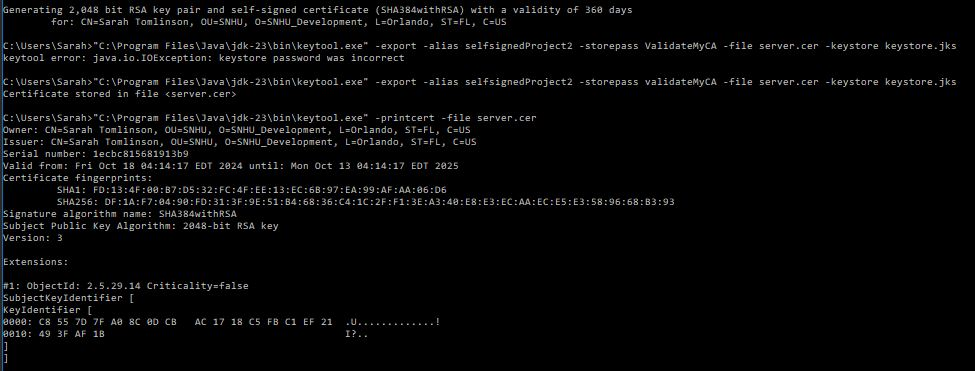 Generating 2,048 bit RSA key pair and self-signed certificate (SHA384withRSA) with a validity of 360 days
        for: CN=Sarah Tomlinson, OU=SNHU, O=SNHU_Development, L=Orlando, ST=FL, C=US
C:\Users\Sarah>"C:\Program Files\Java\jdk-23\bin\keytool.exe" -export -alias selfsignedProject2 -storepass ValidateMyCA -file server.cer -keystore keystore.jks
keytool error: java.io.IOException: keystore password was incorrect
C:\Users\Sarah>"C:\Program Files\Java\jdk-23\bin\keytool.exe" -export -alias selfsignedProject2 -storepass validateMyCA -file server.cer -keystore keystore.jks
Certificate stored in file <server.cer>
C:\Users\Sarah>"C:\Program Files\Java\jdk-23\bin\keytool.exe" -printcert -file server.cer
Owner: CN=Sarah Tomlinson, OU=SNHU, O=SNHU_Development, L=Orlando, ST=FL, C=US
Issuer: CN=Sarah Tomlinson, OU=SNHU, O=SNHU_Development, L=Orlando, ST=FL, C=US
Serial number: 1ecbc815681913b9
Valid from: Fri Oct 18 04:14:17 EDT 2024 until: Mon Oct 13 04:14:17 EDT 2025
Certificate fingerprints:
         SHA1: FD:13:4F:00:B7:D5:32:FC:4F:EE:13:EC:6B:97:EA:99:AF:AA:06:D6
         SHA256: DF:1A:F7:04:90:FD:31:3F:9E:51:B4:68:36:C4:1C:2F:F1:3E:A3:40:E8:E3:EC:AA:EC:E5:E3:58:96:68:B3:93
Signature algorithm name: SHA384withRSA
Subject Public Key Algorithm: 2048-bit RSA key
Version: 3
Extensions:
#1: ObjectId: 2.5.29.14 Criticality=false
SubjectKeyIdentifier [
KeyIdentifier [
0000: C8 55 7D 7F A0 8C 0D CB   AC 17 18 C5 FB C1 EF 21  .U.............!
0010: 49 3F AF 1B                                        I?..
]
]